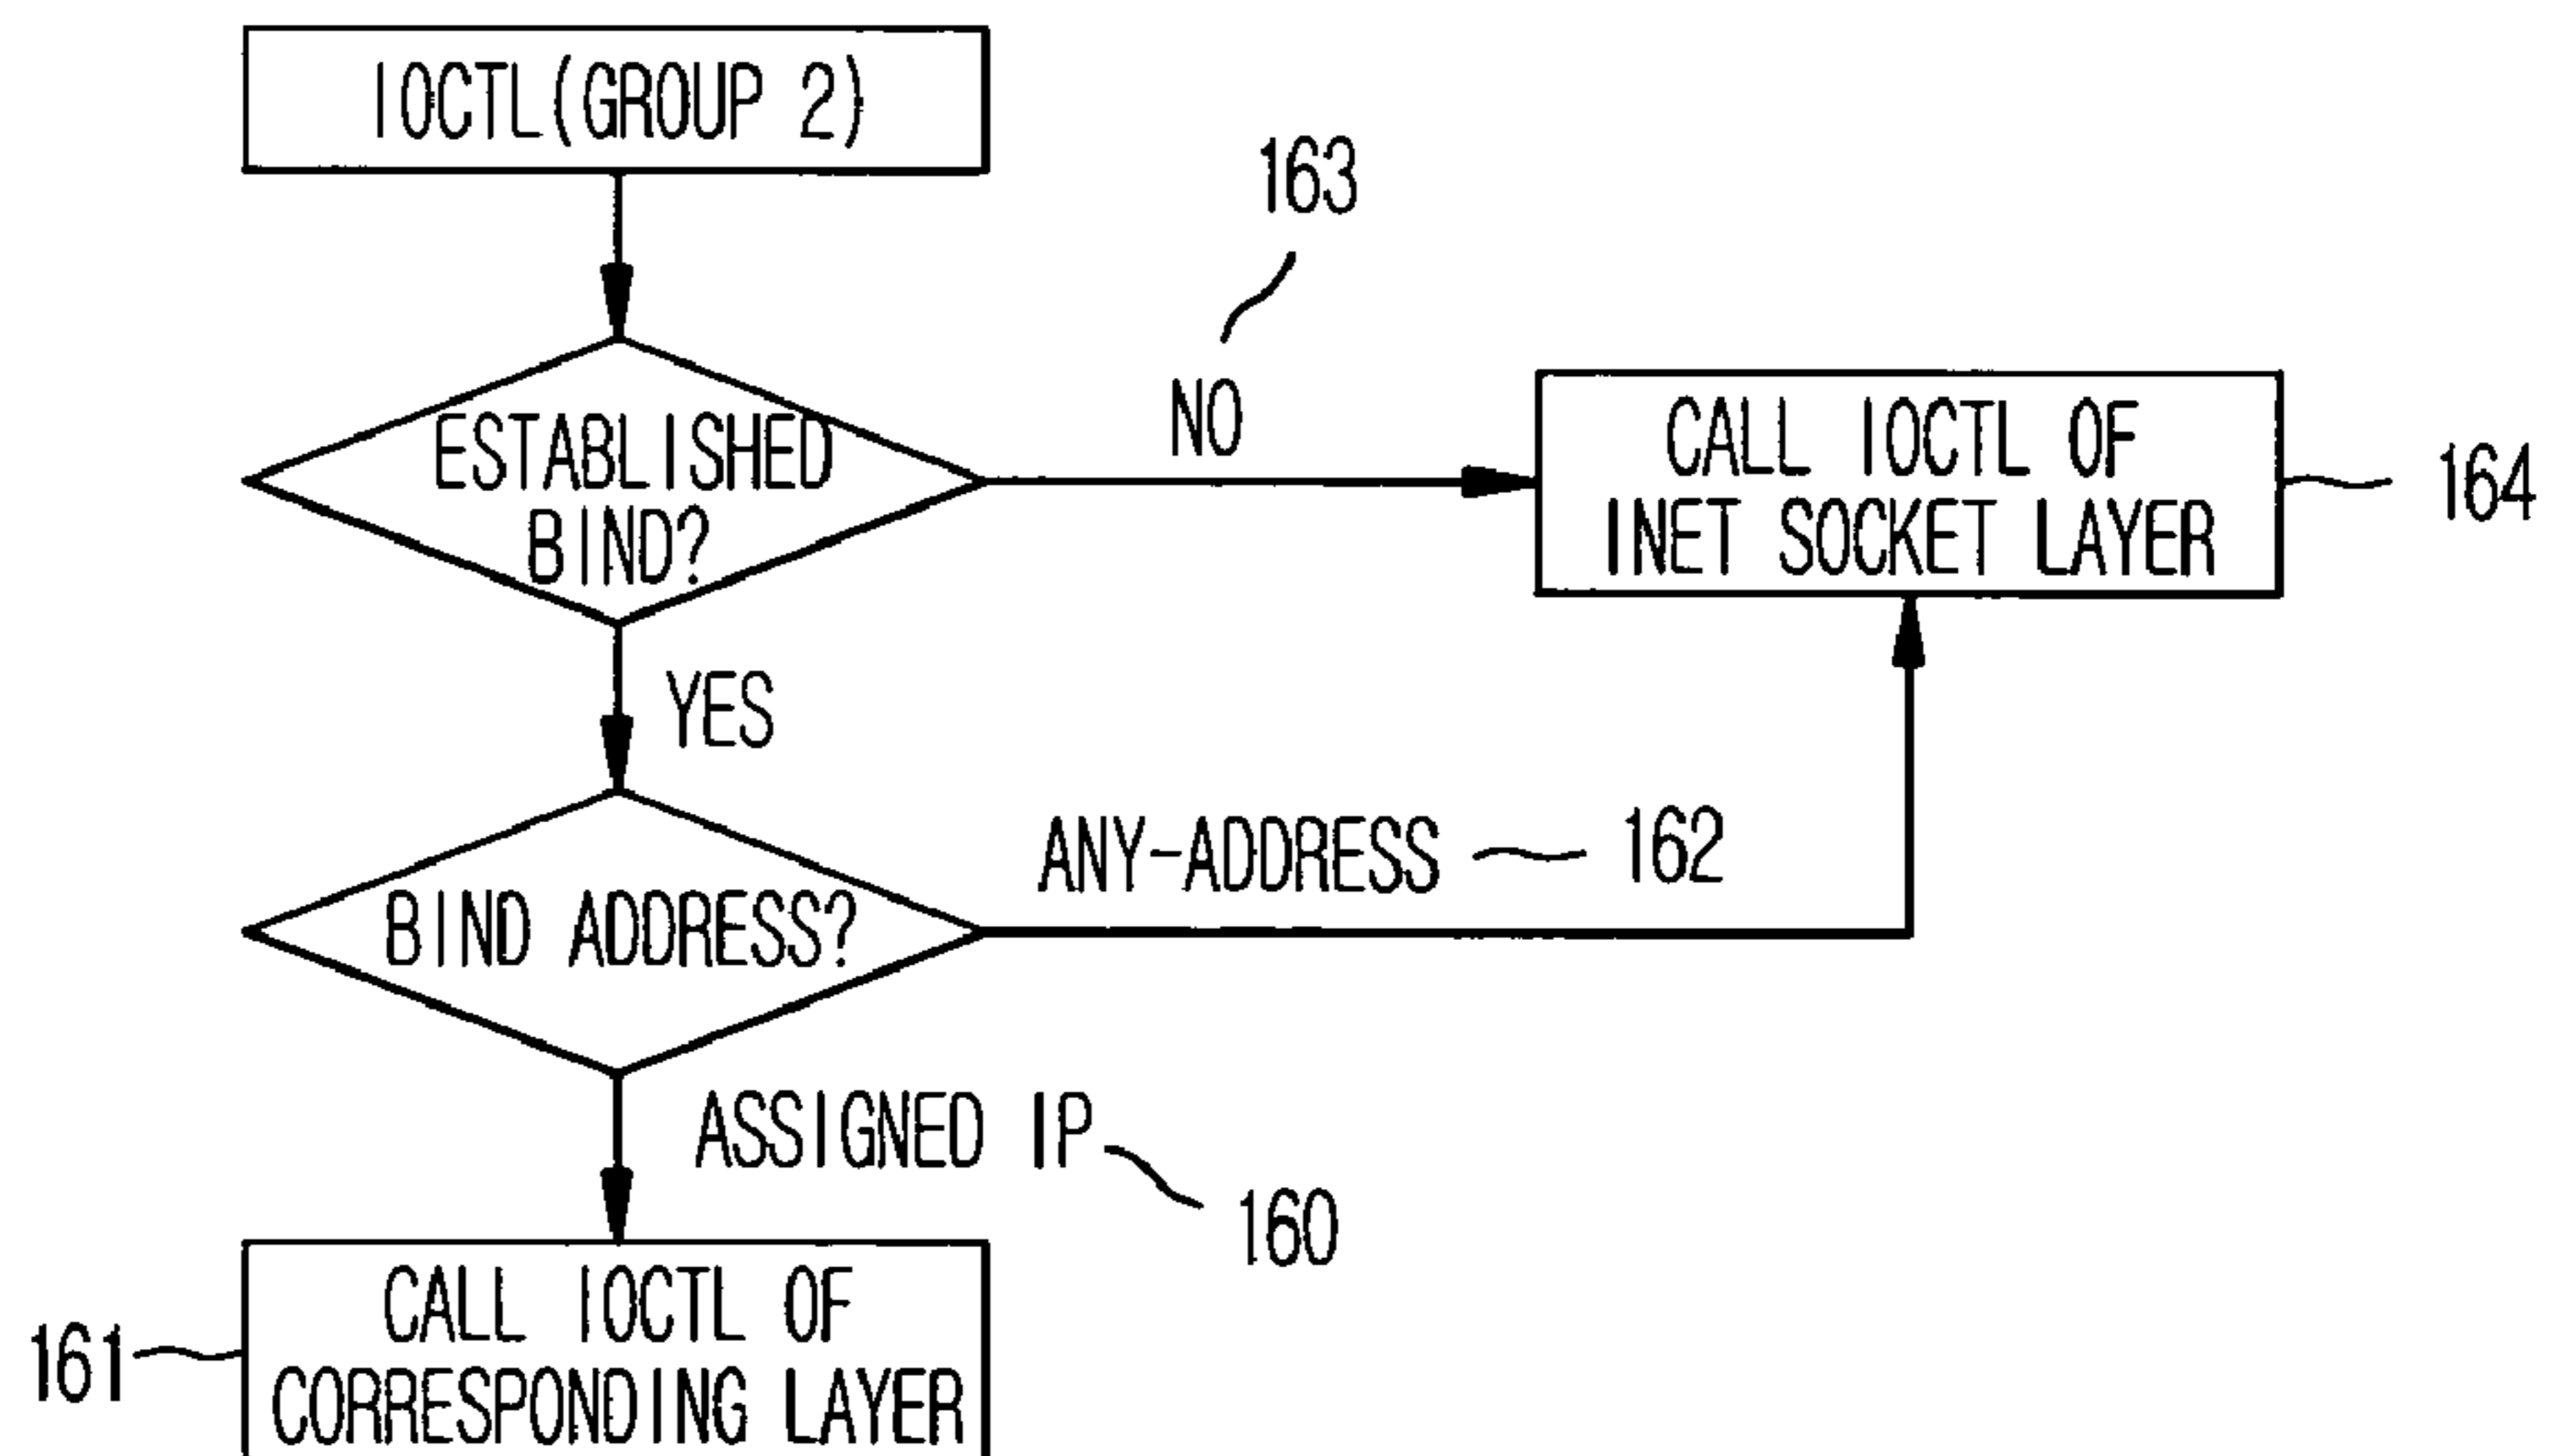 IOCTL(GROUP 2)
163
ESTABLISHED
BIND?
NO
CALL IOCTL OF
INET SOCKET LAYER
164
YES
BIND ADDRESS?
ANY-ADDRESS
162
ASSIGNED IP
160
161
CALL IOCTL OF
CORRESPONDING LAYER